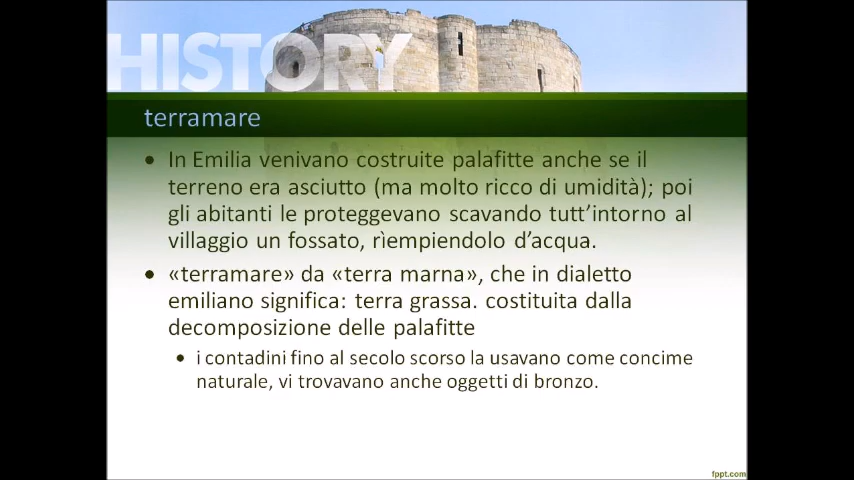 HISTORY
terramare
• In Emilia venivano costruite palafitte anche se il
terreno era asciutto (ma molto ricco di umidità); poi
gli abitanti le proteggevano scavando tutt’intorno al
villaggio un fossato, rìempiendolo d’acqua.
• «terramare» da «terra marna», che in dialetto
emiliano significa: terra grassa. costituita dalla
decomposizione delle palafitte
• i contadini fino al secolo scorso la usavano come concime
naturale, vi trovavano anche oggetti di bronzo.
fppt.com